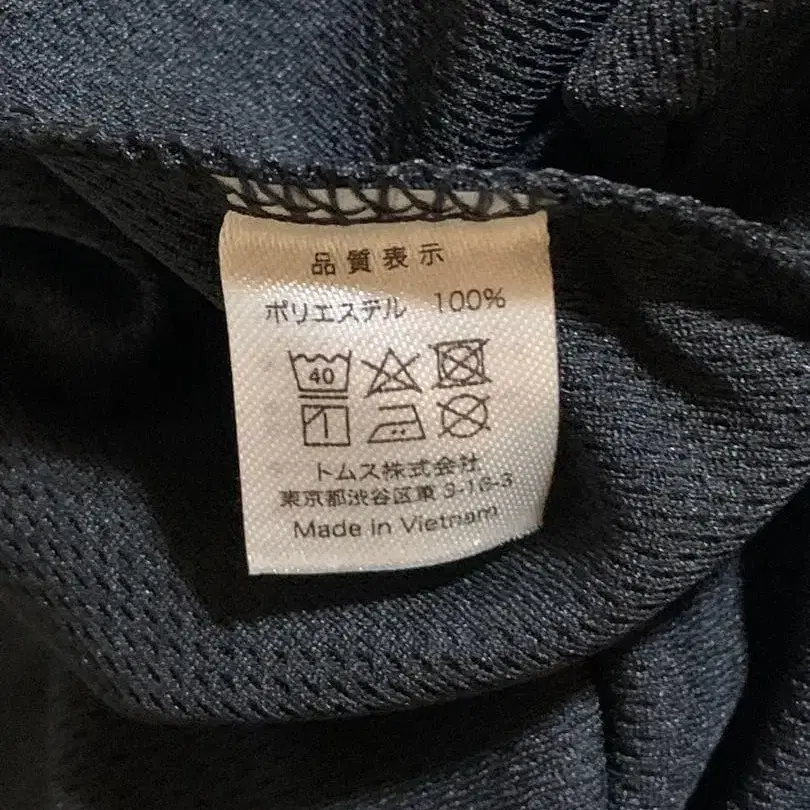 品質表示
ポリエステル 100%
40
トムス株式会社
東京都渋谷区東 3-16-3
Made in Vietnam